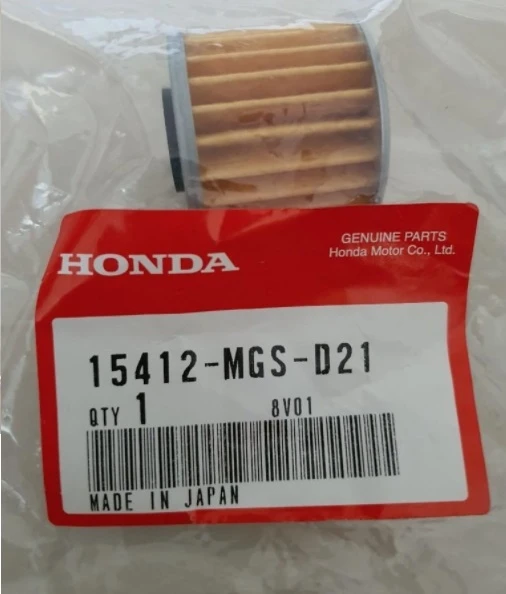 GENUINE PARTS
Honda Motor Co., Ltd.
HONDA
15412-MGS-D21
QTY 1 8V01
MADE IN JAPAN